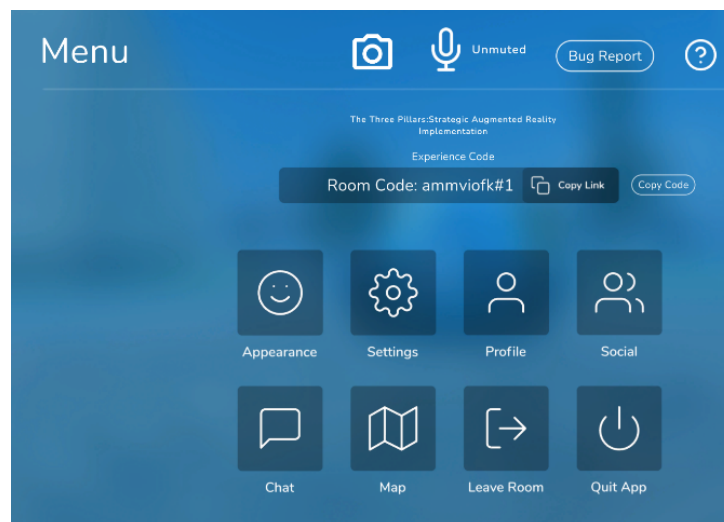 Menu
Unmuted
Bug Report
?
The Three Pillars:Strategic Augmented Reality
Implementation
Experience Code
Room Code: ammviofk#1
Copy Link
Copy Code
Appearance
Settings
Profile
Social
Chat
Map
Leave Room
Quit App